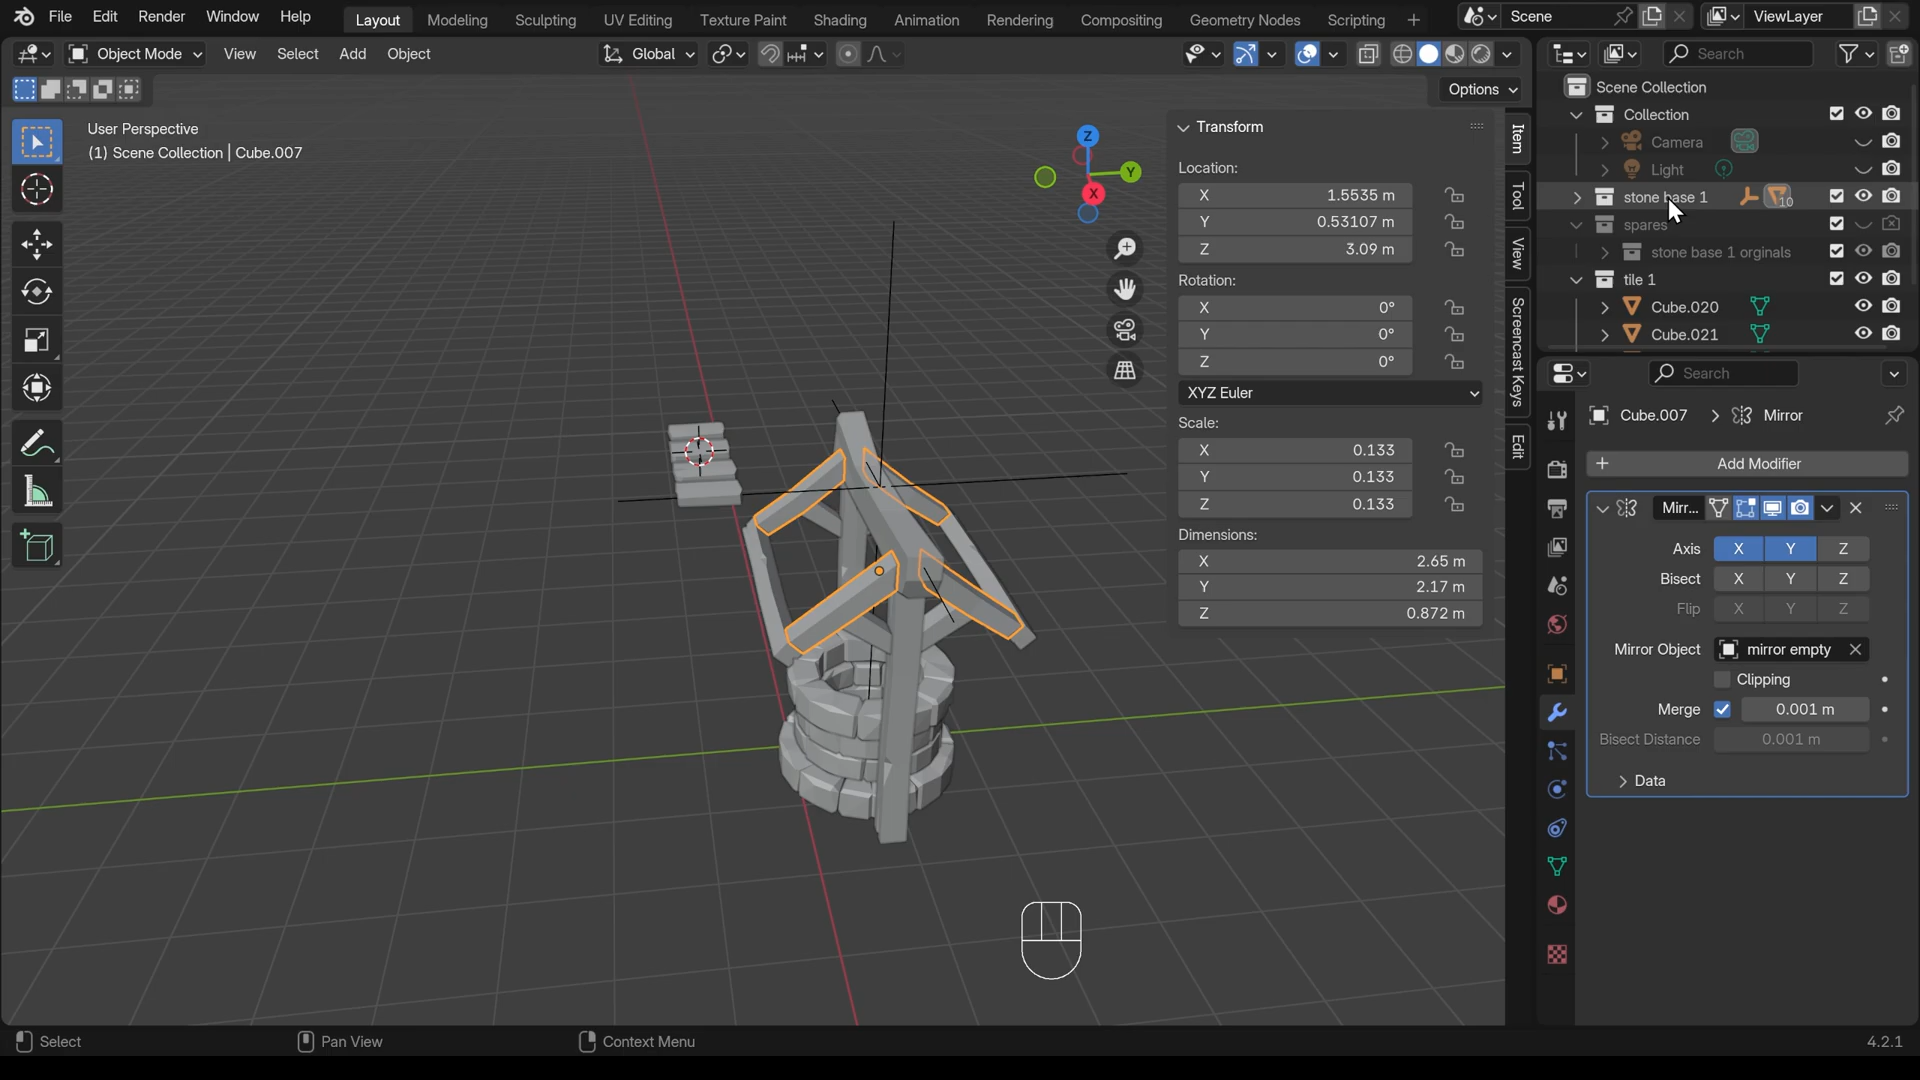 File Edit Render Window Help Layout Modeling Sculpting UV Editing Texture Paint Shading Animation Rendering Compositing Geometry Nodes Scripting + Scene ViewLayer
Object Mode View Select Add Object Global Search
Options
User Perspective
(1) Scene Collection | Cube.007
Z
Y
X
Transform
Location:
X 1.5535 m
Y 0.53107 m
Z 3.09 m
Rotation:
X 0°
Y 0°
Z 0°
XYZ Euler
Scale:
X 0.133
Y 0.133
Z 0.133
Dimensions:
X 2.65 m
Y 2.17 m
Z 0.872 m
Item
Tool
View
Screencast Keys
Edit
Scene Collection
Collection
Camera
Light
stone base 1 10
spares
stone base 1 orginals
tile 1
Cube.020
Cube.021
Search
Cube.007 > Mirror
+ Add Modifier
Mirr...
Axis X Y Z
Bisect X Y Z
Flip X Y Z
Mirror Object mirror empty
Clipping
Merge 0.001 m
Bisect Distance 0.001 m
Data
Select Pan View Context Menu 4.2.1